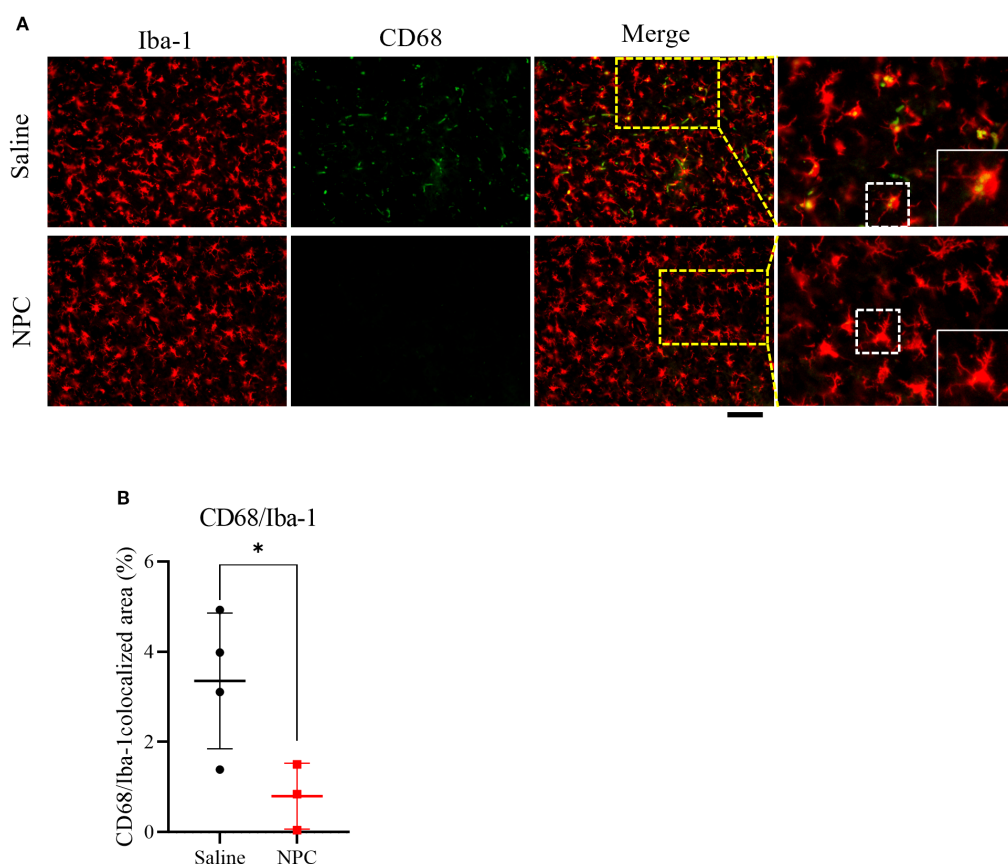 A
Iba-1 CD68 Merge
Saline
NPC
B
CD68/Iba-1
*
CD68/Iba-1colocalized area (%)
6
4
2
0
Saline NPC